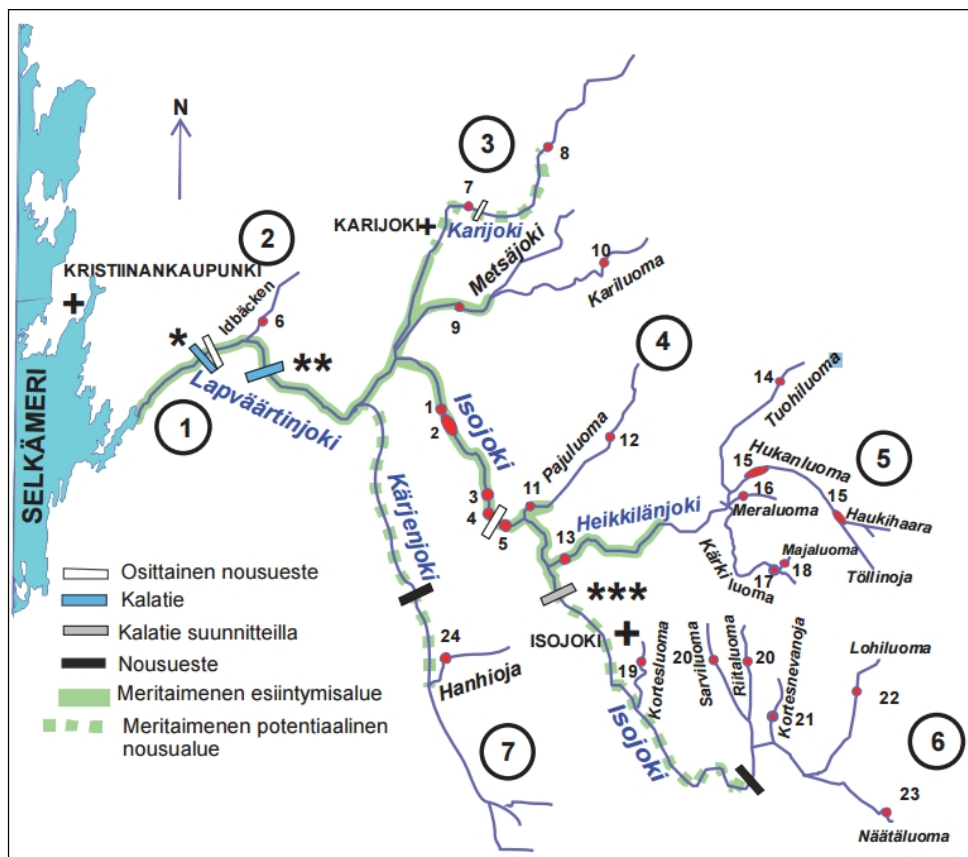 N
3
8
7
KARIJOKI
Karijoki
2
KRISTIINANKAUPUNKI
Metsäjoki
10
Kariluoma
Idbäcken
6
9
*
**
4
14
Tuohiluoma
Lapväärtinjoki
1
1
2
Isojoki
Pajuluoma
12
SELKÄMERI
Hukanluoma
5
15
15
16
Haukihaara
3
4
5
11
Heikkilänjoki
Meraluoma
13
Kärjenjoki
Kärkiluoma
Majaluoma
17
18
Töllinoja
Osittainen nousueste
Kalatie
Kalatie suunnitteilla
Nousueste
Meritaimenen esiintymisalue
Meritaimenen potentiaalinen
nousualue
***
ISOJOKI
24
Hanhioja
19
Kortesluoma
Sarviluoma
20
Riitaluoma
20
Kortesnevanoja
21
Lohiluoma
22
Isojoki
7
6
23
Näätäluoma